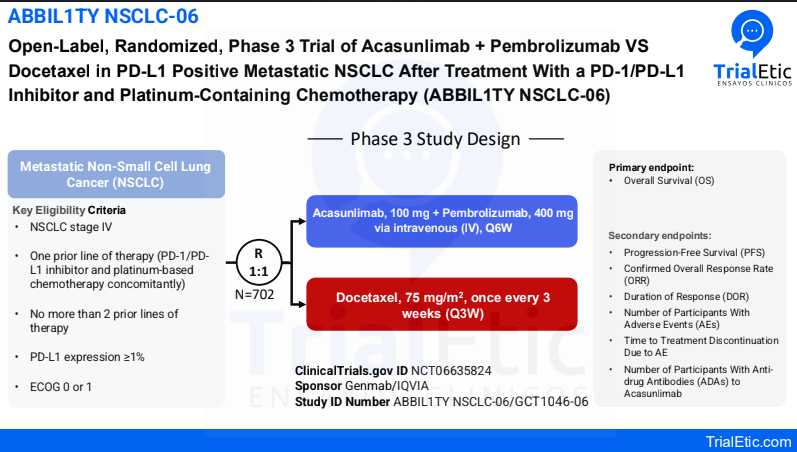 ABBIL1TY NSCLC-06
Open-Label, Randomized, Phase 3 Trial of Acasunlimab + Pembrolizumab VS
Docetaxel in PD-L1 Positive Metastatic NSCLC After Treatment With a PD-1/PD-L1
Inhibitor and Platinum-Containing Chemotherapy (ABBIL1TY NSCLC-06)
TrialEtic
ENSAYOS CLINICOS
Phase 3 Study Design
Metastatic Non-Small Cell Lung
Cancer (NSCLC)
Key Eligibility Criteria
• NSCLC stage IV
• One prior line of therapy (PD-1/PD-
L1 inhibitor and platinum-based
chemotherapy concomitantly)
• No more than 2 prior lines of
therapy
• PD-L1 expression ≥1%
• ECOG 0 or 1
R
1:1
N=702
Acasunlimab, 100 mg + Pembrolizumab, 400 mg
via intravenous (IV), Q6W
Docetaxel, 75 mg/m², once every 3
weeks (Q3W)
Primary endpoint:
• Overall Survival (OS)
Secondary endpoints:
• Progression-Free Survival (PFS)
• Confirmed Overall Response Rate
(ORR)
• Duration of Response (DOR)
• Number of Participants With
Adverse Events (AEs)
• Time to Treatment Discontinuation
Due to AE
• Number of Participants With Anti-
drug Antibodies (ADAs) to
Acasunlimab
ClinicalTrials.gov ID NCT06635824
Sponsor Genmab/IQVIA
Study ID Number ABBIL1TY NSCLC-06/GCT1046-06
TrialEtic
ENSAYOS CLINICOS
TrialEtic.com